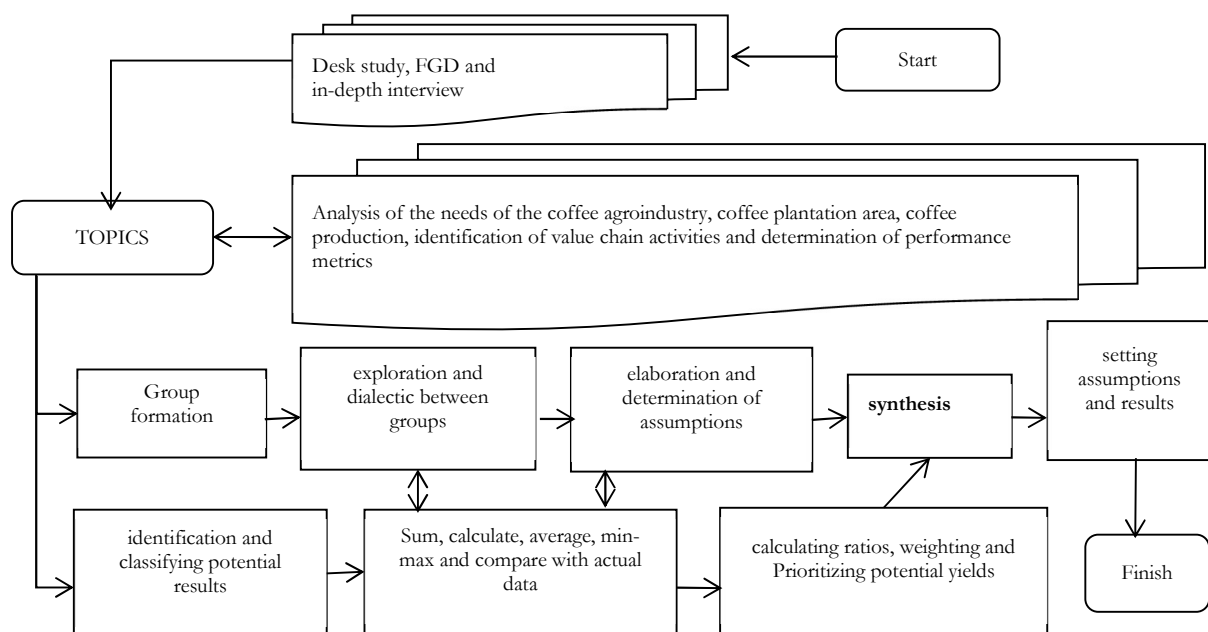 Desk study, FGD and
in-depth interview
Start
TOPICS
Analysis of the needs of the coffee agroindustry, coffee plantation area, coffee
production, identification of value chain activities and determination of performance
metrics
Group
formation
exploration and
dialectic between
groups
elaboration and
determination of
assumptions
synthesis
setting
assumptions
and results
identification and
classifying potential
results
Sum, calculate, average, min-
max and compare with actual
data
calculating ratios, weighting and
Prioritizing potential yields
Finish